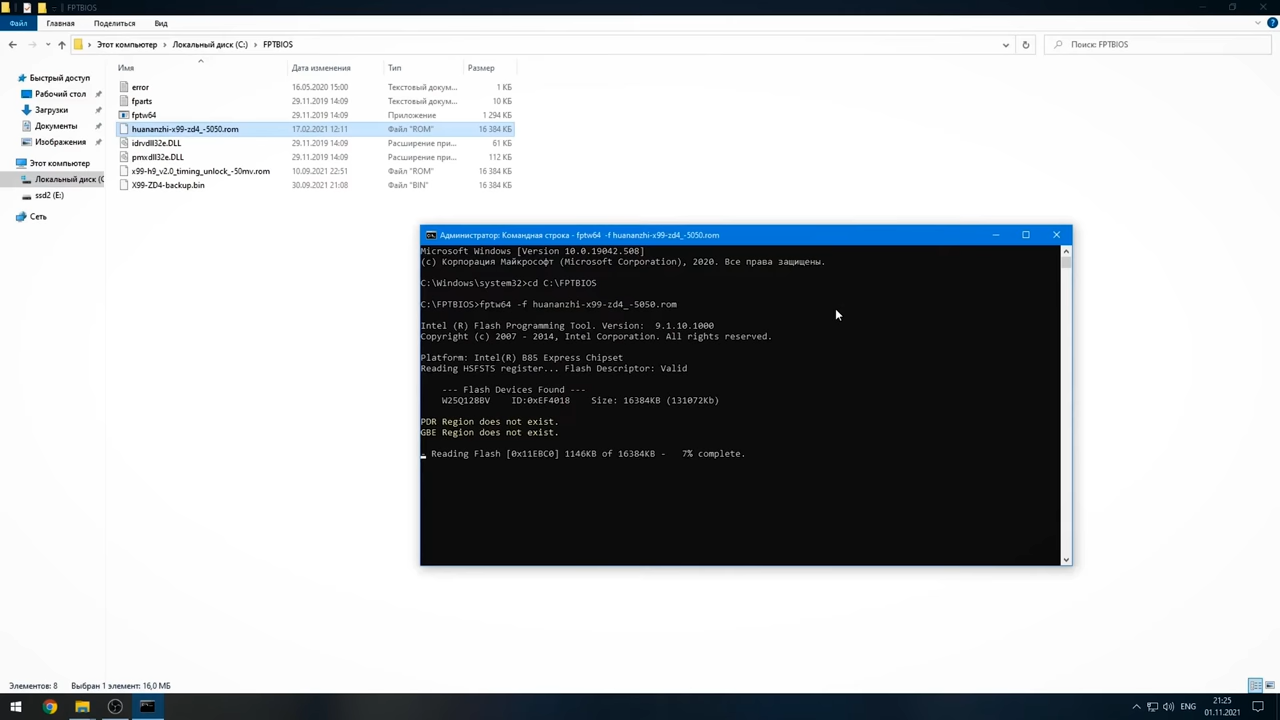 FPTBIOS
Файл Главная Поделиться Вид
Этот компьютер > Локальный диск (C:) > FPTBIOS
Поиск: FPTBIOS
Имя Дата изменения Тип Размер
Быстрый доступ
Рабочий стол
Загрузки
Документы
Изображения
Этот компьютер
Локальный диск (C
ssd2 (E:)
Сеть
error 16.05.2020 15:00 Текстовый докум... 1 КБ
fparts 29.11.2019 14:09 Текстовый докум... 10 КБ
fptw64 29.11.2019 14:09 Приложение 1 294 КБ
huananzhi-x99-zd4_-5050.rom 17.02.2021 12:11 Файл "ROM" 16 384 КБ
idrvdll32e.DLL 29.11.2019 14:09 Расширение при... 61 КБ
pmxdll32e.DLL 29.11.2019 14:09 Расширение при... 112 КБ
x99-h9_v2.0_timing_unlock_-50mv.rom 10.09.2021 22:51 Файл "ROM" 16 384 КБ
X99-ZD4-backup.bin 30.09.2021 21:08 Файл "BIN" 16 384 КБ
Администратор: Командная строка - fptw64 -f huananzhi-x99-zd4_-5050.rom
Microsoft Windows [Version 10.0.19042.508]
(c) Корпорация Майкрософт (Microsoft Corporation), 2020. Все права защищены.
C:\Windows\system32>cd C:\FPTBIOS
C:\FPTBIOS>fptw64 -f huananzhi-x99-zd4_-5050.rom
Intel (R) Flash Programming Tool. Version:  9.1.10.1000
Copyright (c) 2007 - 2014, Intel Corporation. All rights reserved.
Platform: Intel(R) B85 Express Chipset
Reading HSFSTS register... Flash Descriptor: Valid
--- Flash Devices Found ---
W25Q128BV    ID:0xEF4018    Size: 16384KB (131072Kb)
PDR Region does not exist.
GBE Region does not exist.
- Reading Flash [0x11EBC0] 1146KB of 16384KB -   7% complete.
Элементов: 8 Выбран 1 элемент: 16,0 МБ
ENG
21:25
01.11.2021